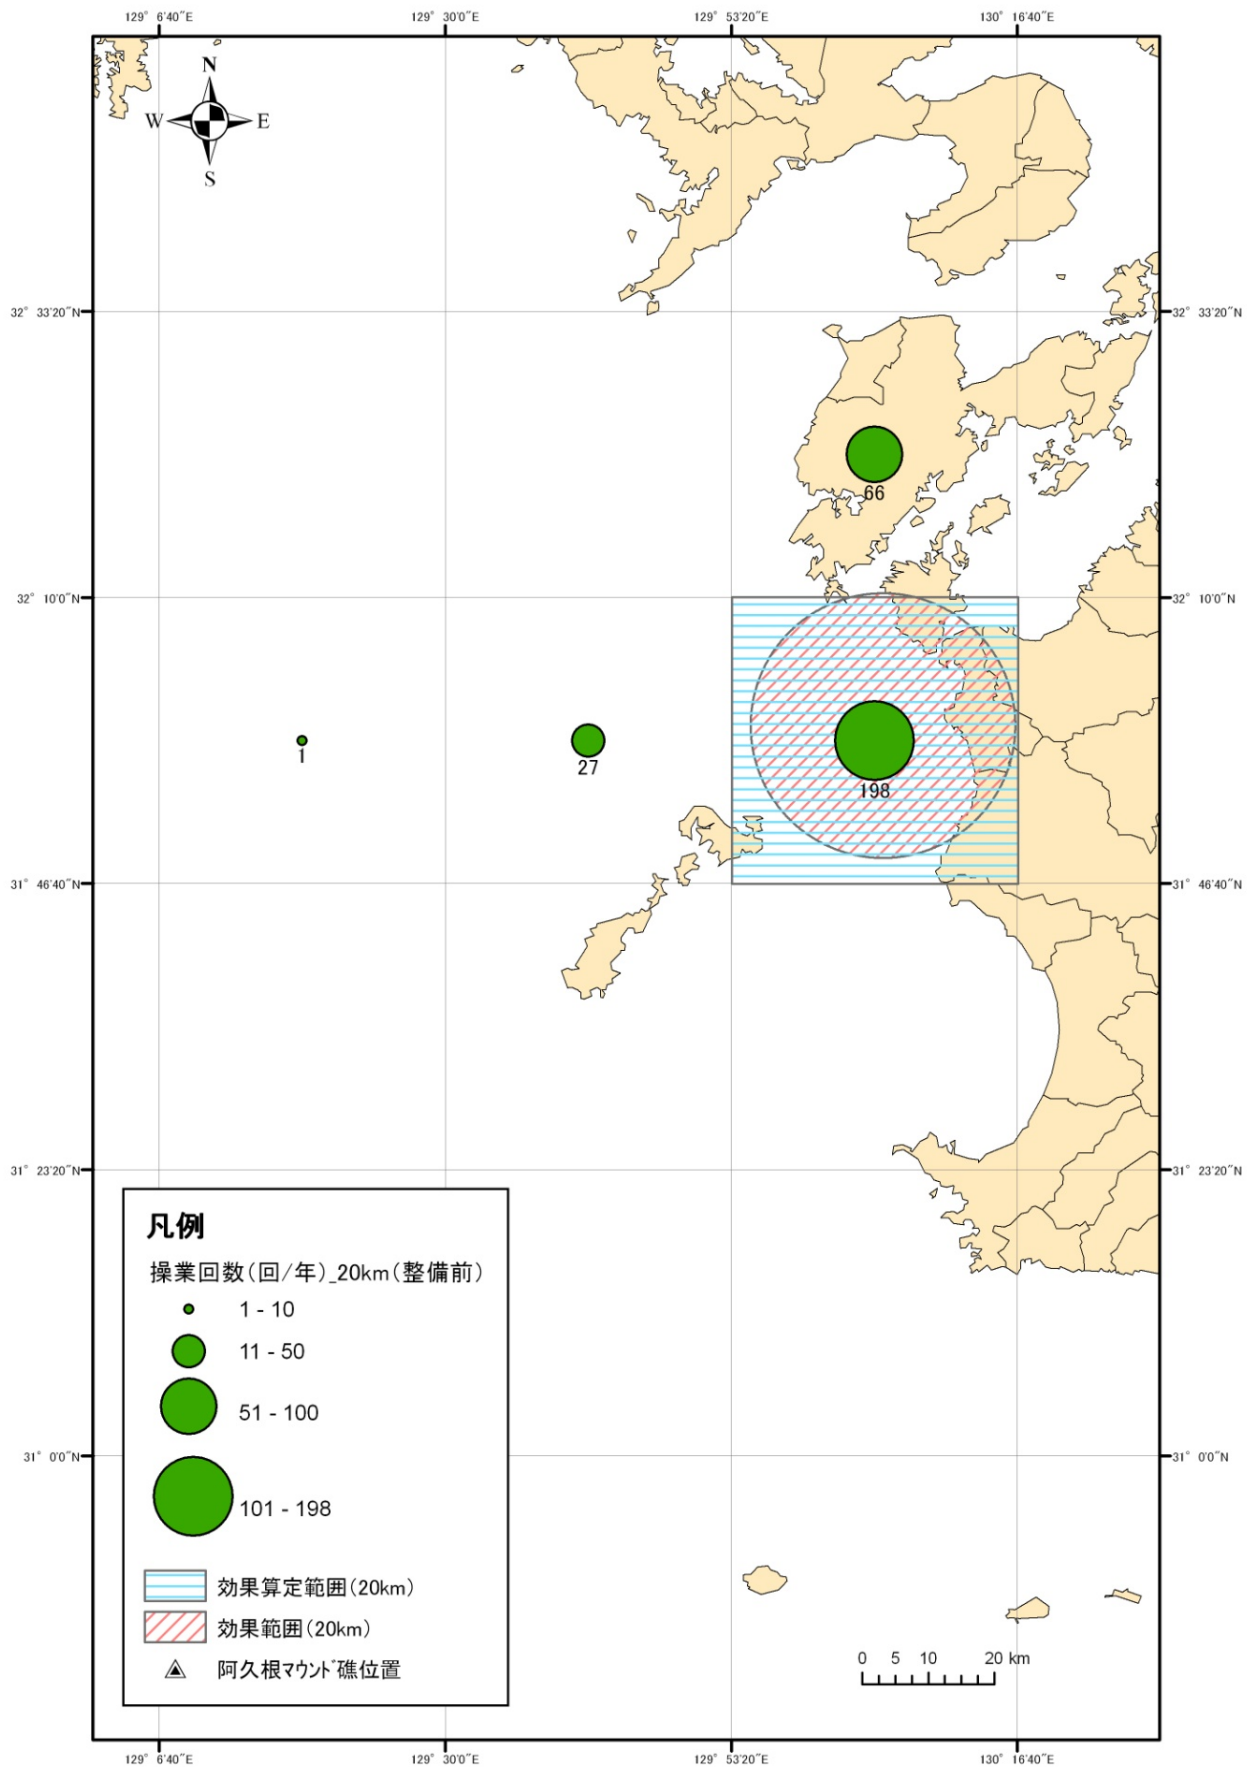 129° 6'40"E
129° 30'0"E
129° 53'20"E
130° 16'40"E
N
W E
S
32° 33'20"N
32° 33'20"N
66
32° 10'0"N
32° 10'0"N
1
27
198
31° 46'40"N
31° 46'40"N
31° 23'20"N
31° 23'20"N
凡例
操業回数(回/年)_20km(整備前)
1 - 10
11 - 50
51 - 100
101 - 198
効果算定範囲(20km)
効果範囲(20km)
阿久根マウンド礁位置
31° 0'0"N
31° 0'0"N
0 5 10 20 km
129° 6'40"E
129° 30'0"E
129° 53'20"E
130° 16'40"E